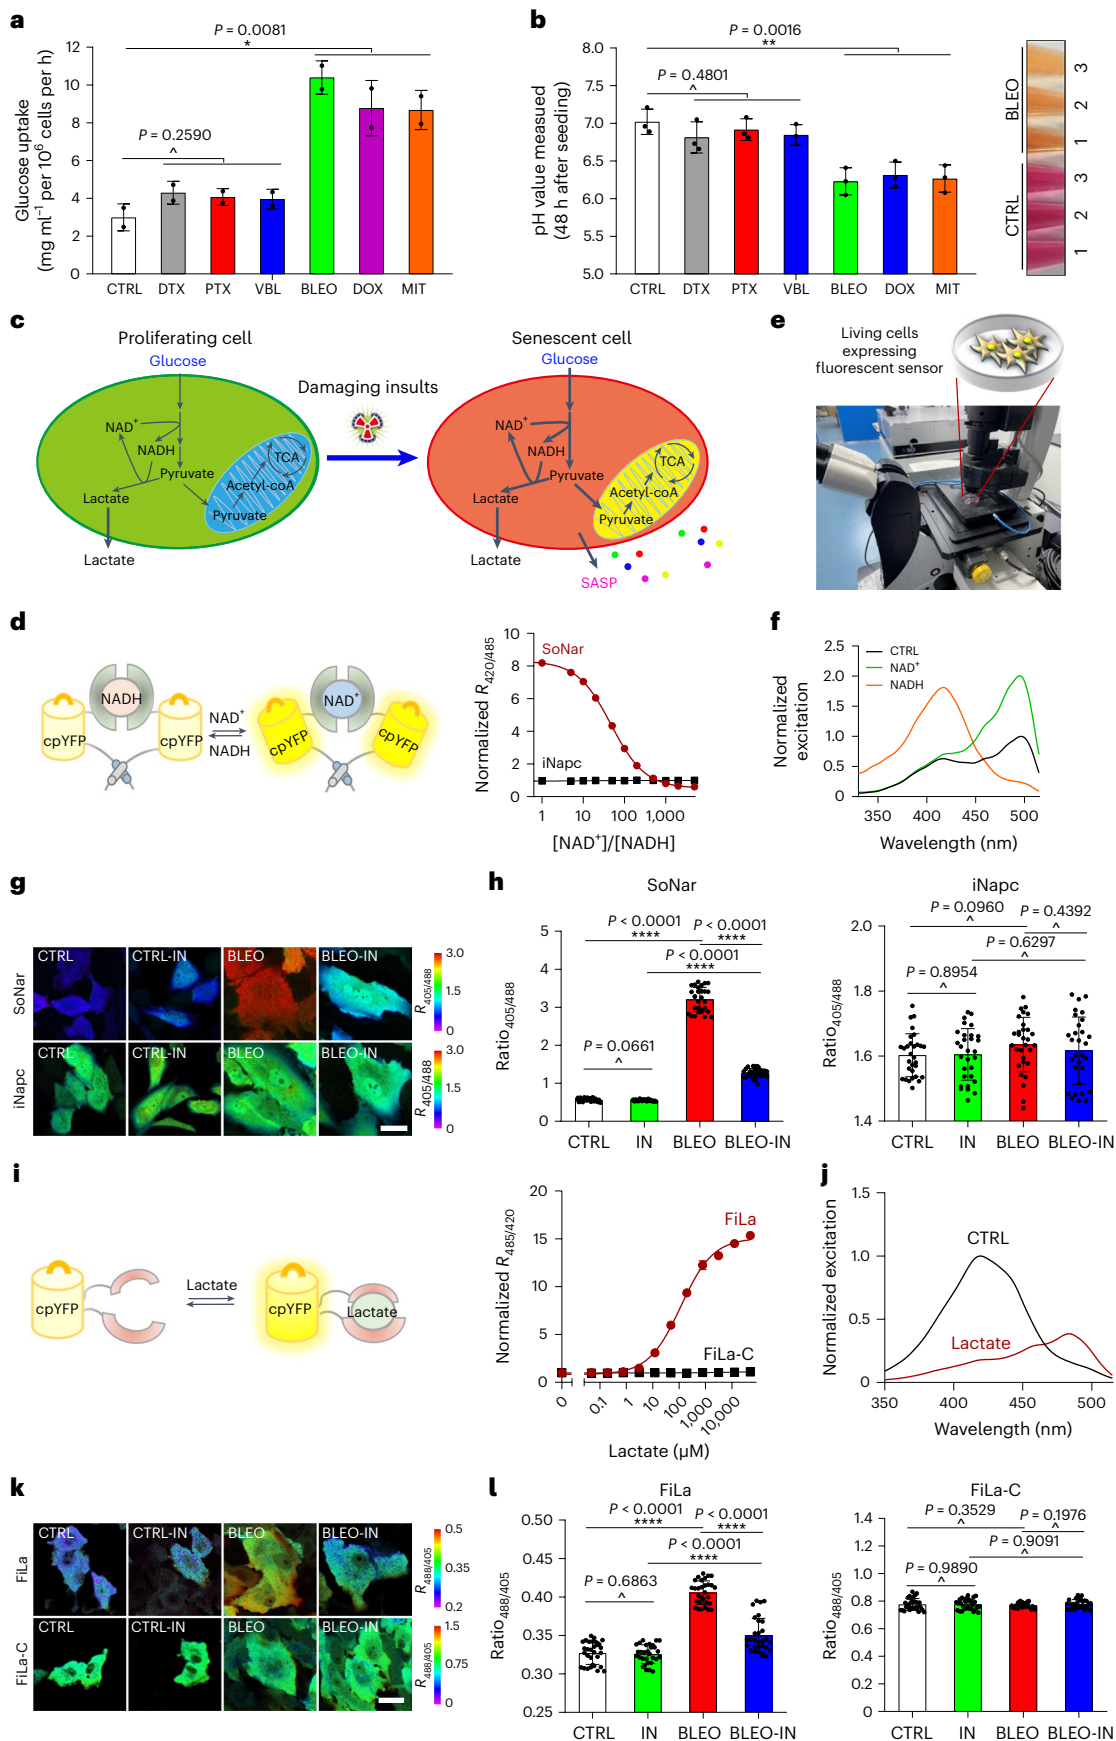 a
P = 0.0081
*
P = 0.2590
^
Glucose uptake
(mg ml⁻¹ per 10⁶ cells per h)
12
10
8
6
4
2
0
CTRL DTX PTX VBL BLEO DOX MIT
b
P = 0.0016
**
P = 0.4801
^
pH value measured
(48 h after seeding)
8.0
7.5
7.0
6.5
6.0
5.5
5.0
CTRL DTX PTX VBL BLEO DOX MIT
BLEO
3
2
1
CTRL
3
2
1
c
Proliferating cell
Glucose
NAD⁺
NADH
Pyruvate
Lactate
Lactate
TCA
Acetyl-coA
Pyruvate
Damaging insults
Senescent cell
Glucose
NAD⁺
NADH
Pyruvate
Lactate
Lactate
TCA
Acetyl-coA
Pyruvate
SASP
e
Living cells
expressing
fluorescent sensor
d
NADH
cpYFP
cpYFP
NAD⁺
NADH
NAD⁺
cpYFP
cpYFP
Normalized R420/485
10
8
6
4
2
0
SoNar
iNapc
1 10 100 1,000
[NAD⁺]/[NADH]
f
Normalized
excitation
2.5
2.0
1.5
1.0
0.5
0
CTRL
NAD⁺
NADH
350 400 450 500
Wavelength (nm)
g
SoNar
CTRL CTRL-IN BLEO BLEO-IN
3.0
1.5
0
R405/488
iNapc
CTRL CTRL-IN BLEO BLEO-IN
3.0
1.5
0
R405/488
h
SoNar
P < 0.0001
****
P < 0.0001
****
P < 0.0001
****
P = 0.0661
^
Ratio405/488
5
4
3
2
1
0
CTRL IN BLEO BLEO-IN
iNapc
P = 0.0960
^
P = 0.4392
^
P = 0.6297
^
P = 0.8954
^
Ratio405/488
2.0
1.8
1.6
1.4
CTRL IN BLEO BLEO-IN
i
cpYFP
Lactate
cpYFP
Lactate
Normalized R485/420
20
15
10
5
0
FiLa
FiLa-C
0 0.1 1 10 100 1,000 10,000
Lactate (µM)
j
Normalized excitation
1.5
1.0
0.5
0
CTRL
Lactate
350 400 450 500
Wavelength (nm)
k
FiLa
CTRL CTRL-IN BLEO BLEO-IN
0.5
0.35
0.2
R488/405
FiLa-C
CTRL CTRL-IN BLEO BLEO-IN
1.5
0.75
0
R488/405
l
FiLa
P < 0.0001
****
P < 0.0001
****
P < 0.0001
****
P = 0.6863
^
Ratio488/405
0.50
0.45
0.40
0.35
0.30
0.25
CTRL IN BLEO BLEO-IN
FiLa-C
P = 0.3529
^
P = 0.1976
^
P = 0.9091
^
P = 0.9890
^
Ratio488/405
1.4
1.2
1.0
0.8
0.6
0.4
0.2
0
CTRL IN BLEO BLEO-IN